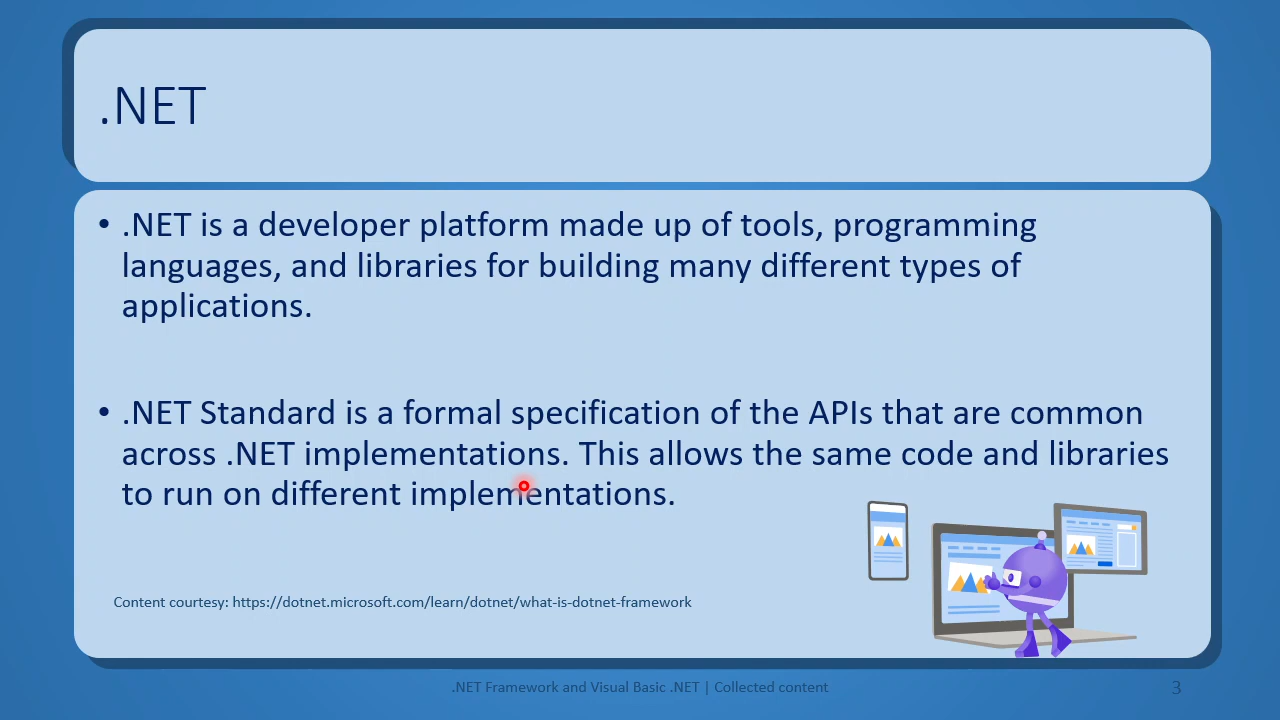 .NET
• .NET is a developer platform made up of tools, programming
languages, and libraries for building many different types of
applications.
• .NET Standard is a formal specification of the APIs that are common
across .NET implementations. This allows the same code and libraries
to run on different implementations.
Content courtesy: https://dotnet.microsoft.com/learn/dotnet/what-is-dotnet-framework
.NET Framework and Visual Basic .NET | Collected content
3